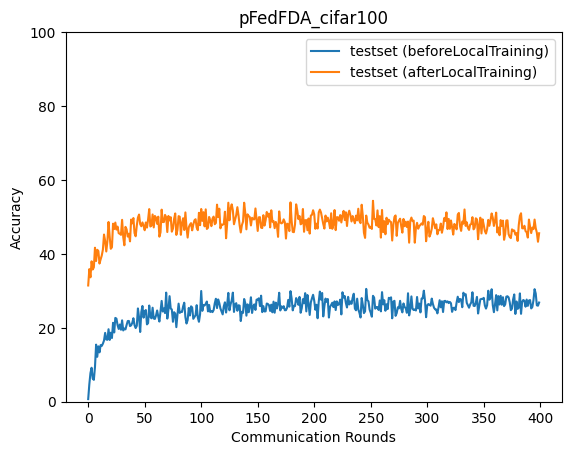 pFedFDA_cifar100
testset (beforeLocalTraining)
testset (afterLocalTraining)
Accuracy
100
80
60
40
20
0
0 50 100 150 200 250 300 350 400
Communication Rounds